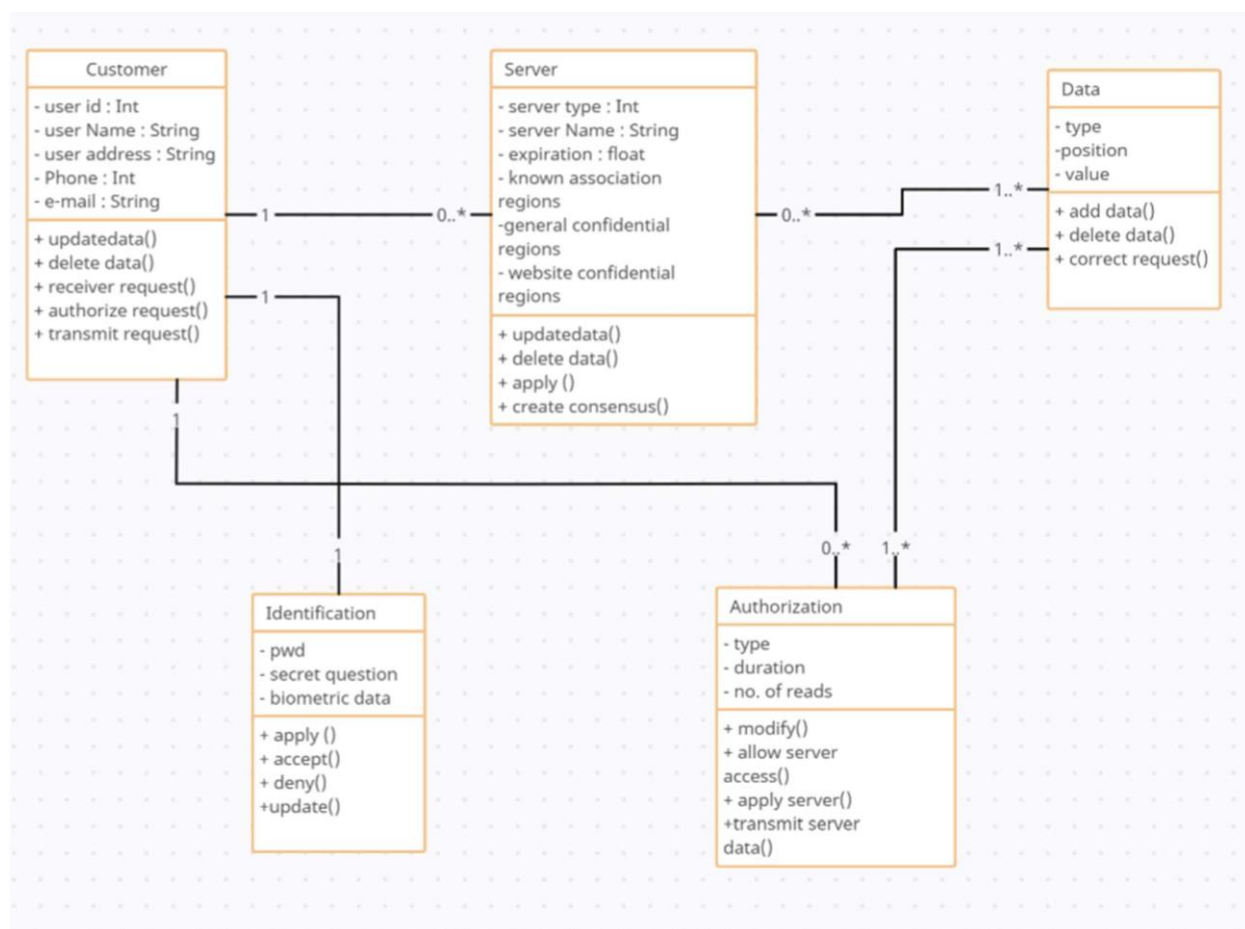 Customer
- user id : Int
- user Name : String
- user address : String
- Phone : Int
- e-mail : String
+ updatedata()
+ delete data()
+ receiver request()
+ authorize request()
+ transmit request()
1
1
1
Server
- server type : Int
- server Name : String
- expiration : float
- known association
regions
-general confidential
regions
- website confidential
regions
+ updatedata()
+ delete data()
+ apply ()
+ create consensus()
0..*
0..*
Data
- type
-position
- value
+ add data()
+ delete data()
+ correct request()
1..*
1..*
1
Identification
- pwd
- secret question
- biometric data
+ apply ()
+ accept()
+ deny()
+update()
0..*
1..*
Authorization
- type
- duration
- no. of reads
+ modify()
+ allow server
access()
+ apply server()
+transmit server
data()